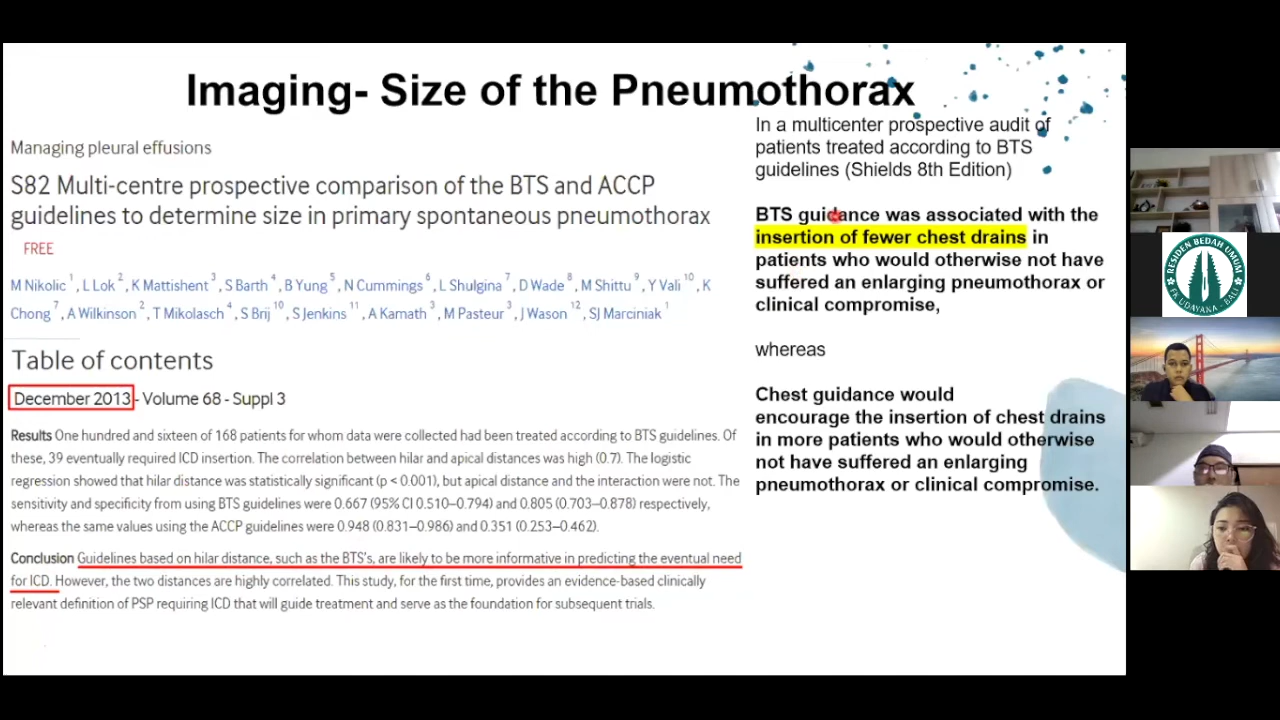 Imaging- Size of the Pneumothorax
Managing pleural effusions
S82 Multi-centre prospective comparison of the BTS and ACCP
guidelines to determine size in primary spontaneous pneumothorax
FREE
M Nikolic 1, L Lok 2, K Mattishent 3, S Barth 4, B Yung 5, N Cummings 6, L Shulgina 7, D Wade 8, M Shittu 9, Y Vali 10, K
Chong 7, A Wilkinson 2, T Mikolasch 4, S Brij 10, S Jenkins 11, A Kamath 3, M Pasteur 3, J Wason 12, SJ Marciniak 1
Table of contents
December 2013 - Volume 68 - Suppl 3
Results One hundred and sixteen of 168 patients for whom data were collected had been treated according to BTS guidelines. Of
these, 39 eventually required ICD insertion. The correlation between hilar and apical distances was high (0.7). The logistic
regression showed that hilar distance was statistically significant (p < 0.001), but apical distance and the interaction were not. The
sensitivity and specificity from using BTS guidelines were 0.667 (95% CI 0.510–0.794) and 0.805 (0.703–0.878) respectively,
whereas the same values using the ACCP guidelines were 0.948 (0.831–0.986) and 0.351 (0.253–0.462).
Conclusion Guidelines based on hilar distance, such as the BTS's, are likely to be more informative in predicting the eventual need
for ICD. However, the two distances are highly correlated. This study, for the first time, provides an evidence-based clinically
relevant definition of PSP requiring ICD that will guide treatment and serve as the foundation for subsequent trials.
In a multicenter prospective audit of
patients treated according to BTS
guidelines (Shields 8th Edition)
BTS guidance was associated with the
insertion of fewer chest drains in
patients who would otherwise not have
suffered an enlarging pneumothorax or
clinical compromise,
whereas
Chest guidance would
encourage the insertion of chest drains
in more patients who would otherwise
not have suffered an enlarging
pneumothorax or clinical compromise.
RESIDEN BEDAH UMUM
FK UDAYANA - BALI